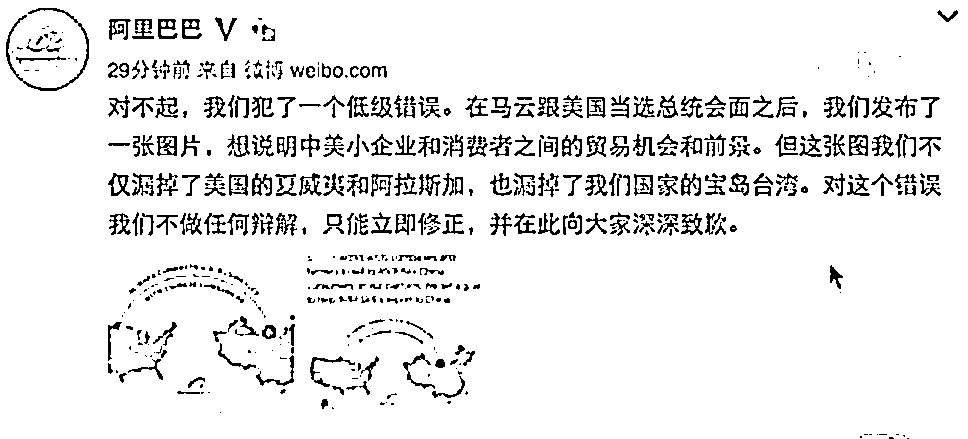 阿里巴巴 V
29分钟前 来自 微博 weibo.com
对不起，我们犯了一个低级错误。在马云跟美国当选总统会面之后，我们发布了
一张图片，想说明中美小企业和消费者之间的贸易机会和前景。但这张图我们不
仅漏掉了美国的夏威夷和阿拉斯加，也漏掉了我们国家的宝岛台湾。对这个错误
我们不做任何辩解，只能立即修正，并在此向大家深深致歉。